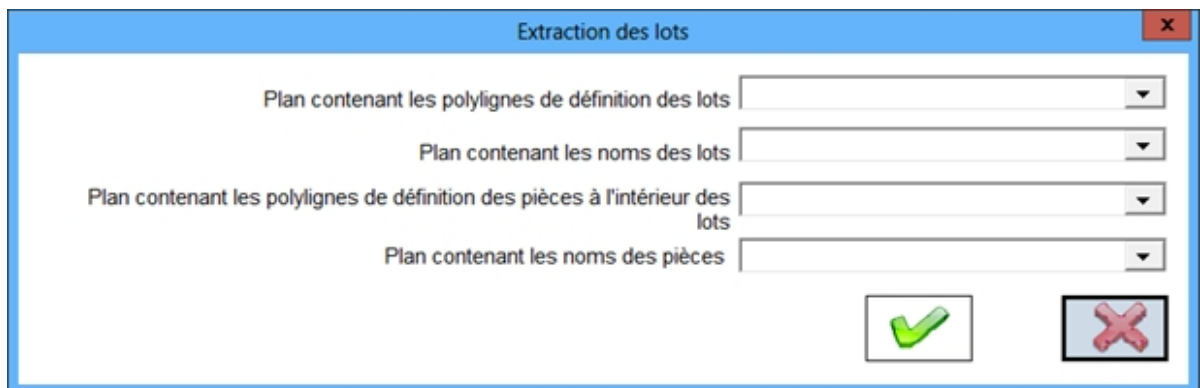 Extraction des lots
x
Plan contenant les polylignes de définition des lots
Plan contenant les noms des lots
Plan contenant les polylignes de définition des pièces à l'intérieur des
lots
Plan contenant les noms des pièces